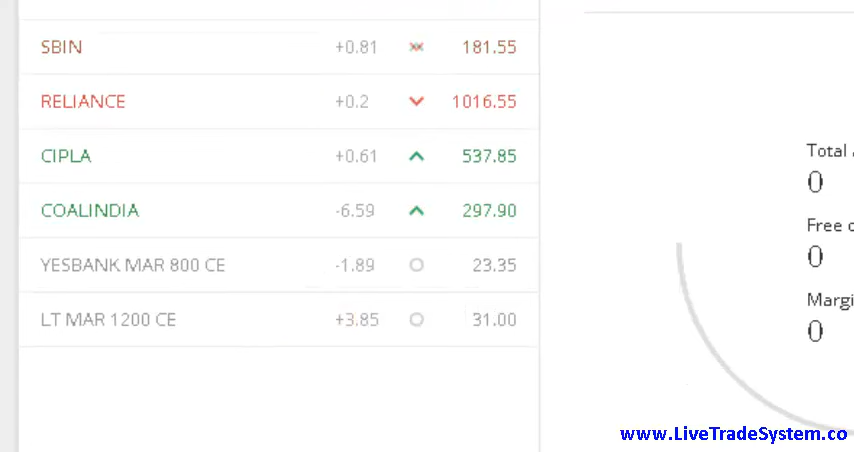 SBIN +0.81 181.55
RELIANCE +0.2 1016.55
CIPLA +0.61 537.85
COALINDIA -6.59 297.90
YESBANK MAR 800 CE -1.89 23.35
LT MAR 1200 CE +3.85 31.00
Total
0
Free
0
Margi
0
www.LiveTradeSystem.co